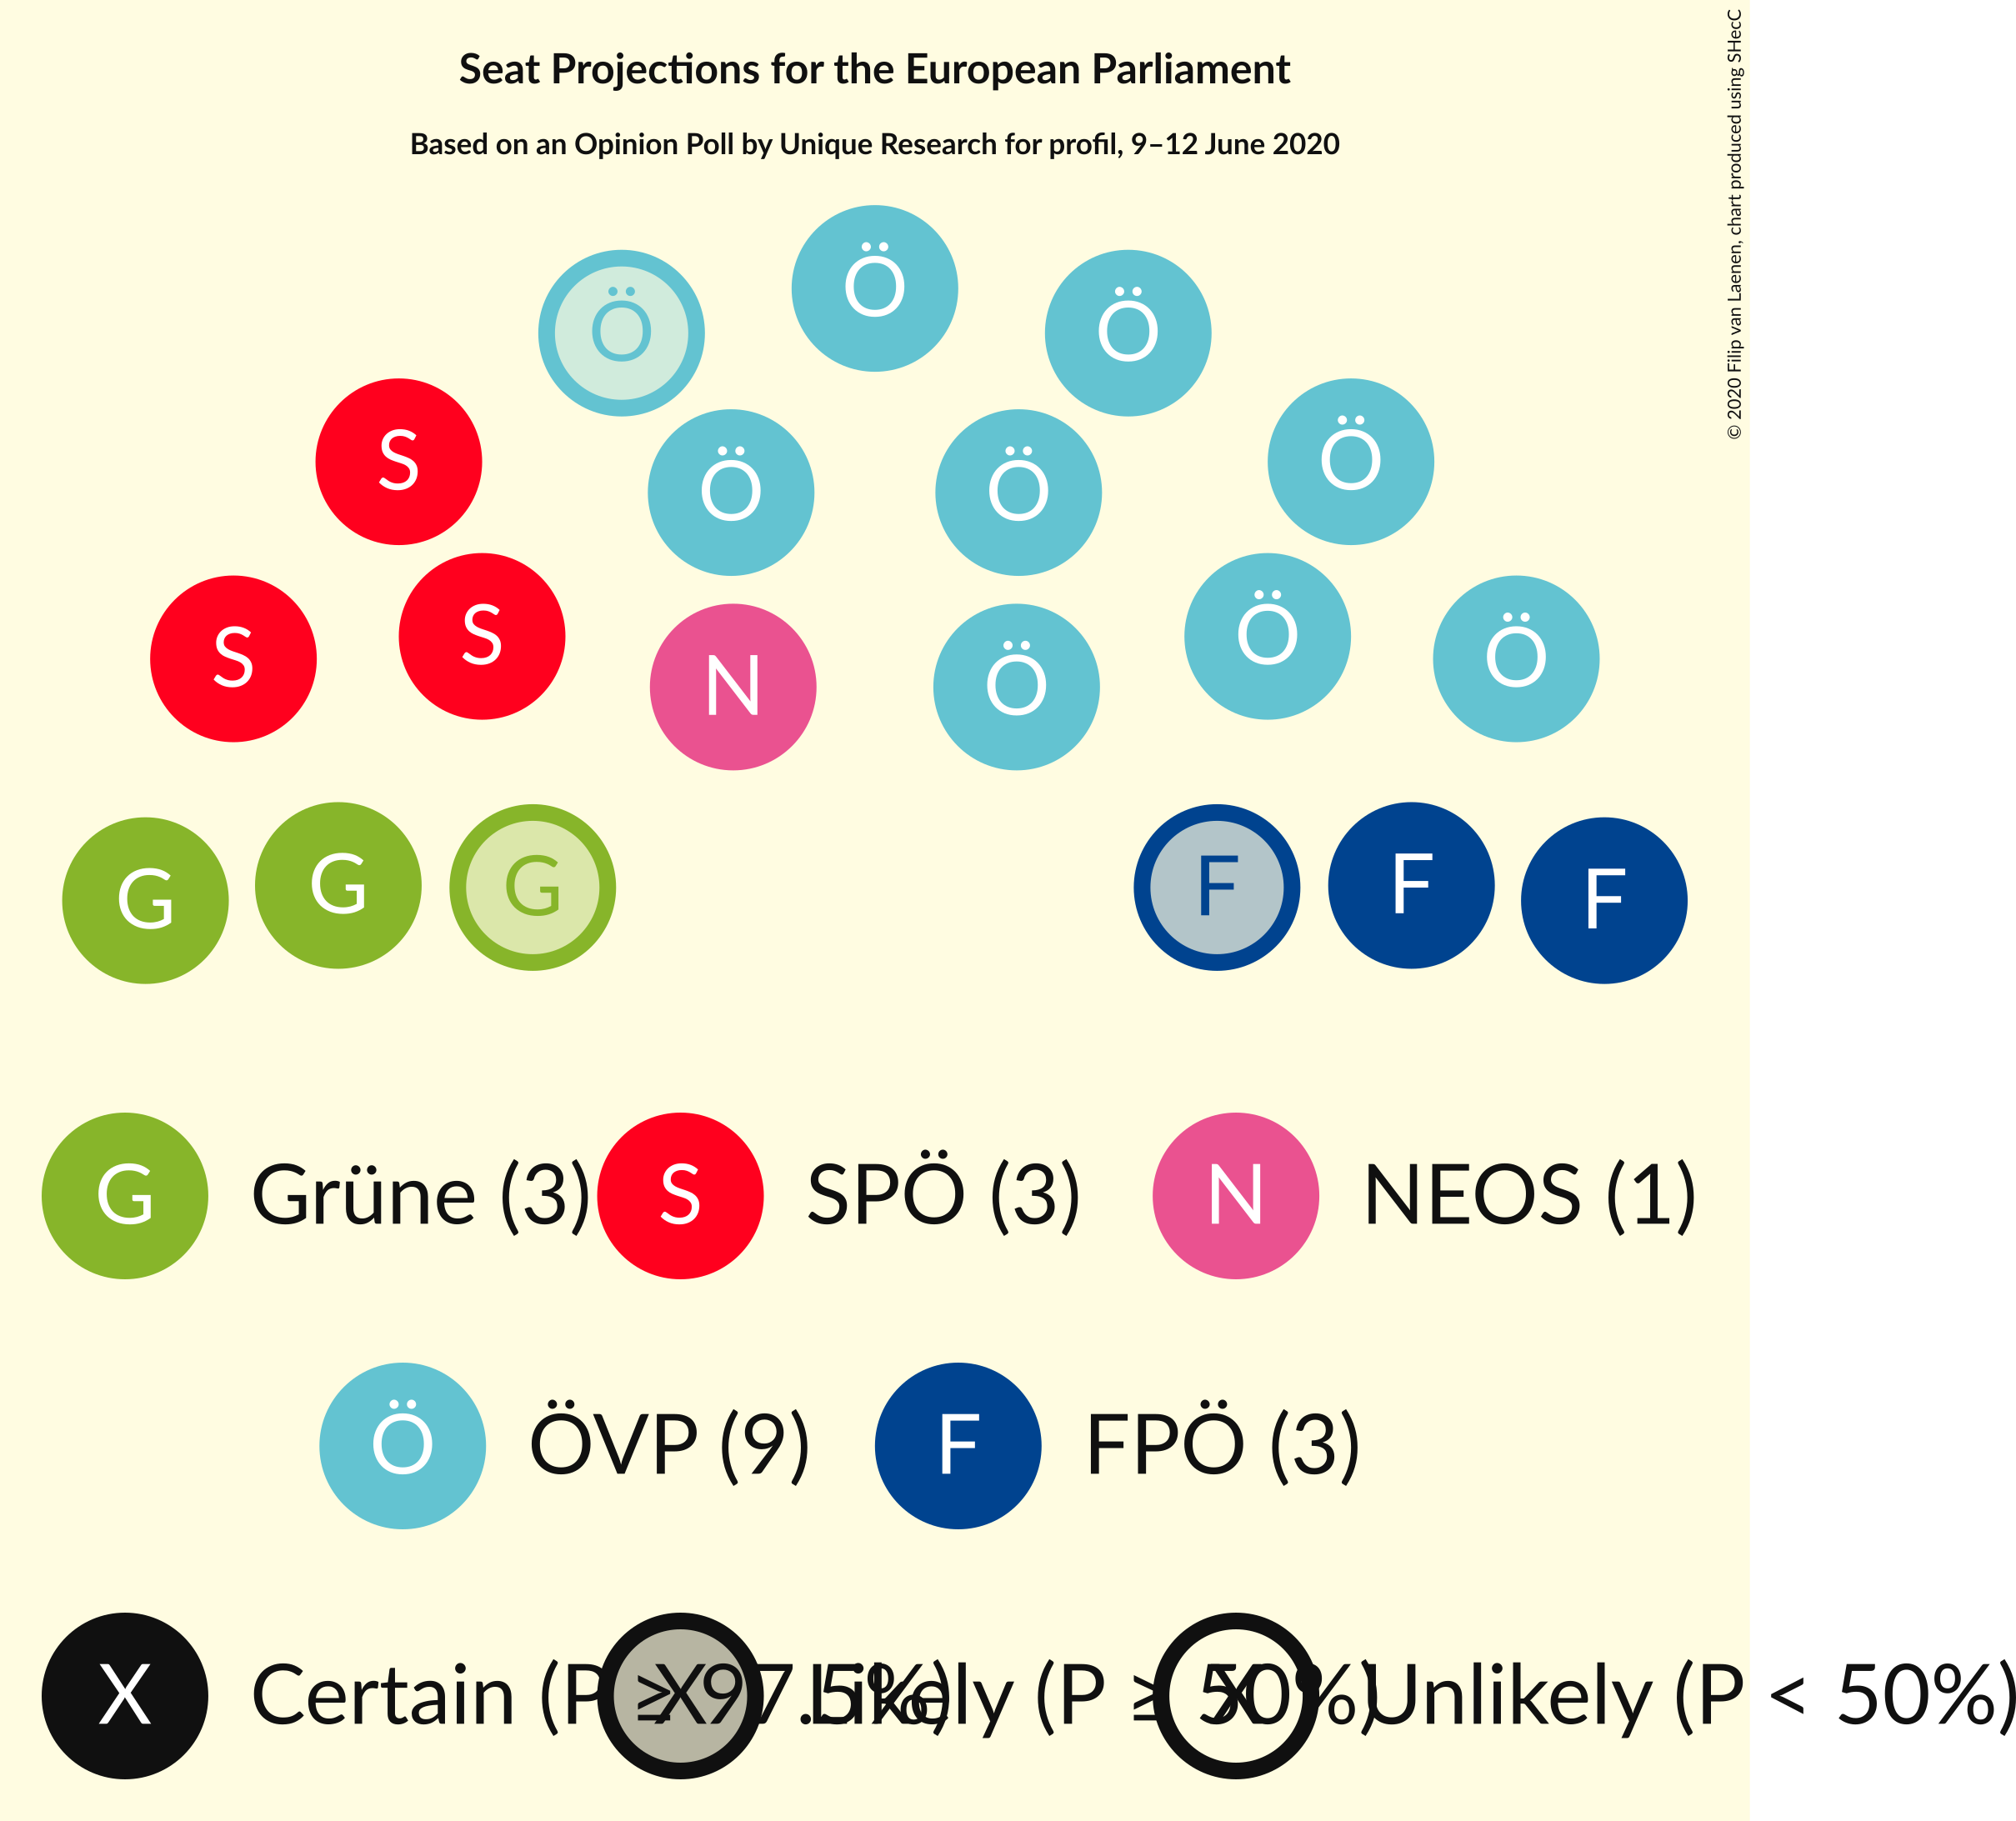 Seat Projections for the European Parliament
Based on an Opinion Poll by Unique Research for profil, 9–12 June 2020
© 2020 Filip van Laenen, chart produced using SHecC
Ö
Ö Ö
S Ö
Ö Ö
S S Ö Ö
N Ö
G G G F F F
G Grüne (3) S SPÖ (3) N NEOS (1)
Ö ÖVP (9) F FPÖ (3)
X Certain (P ≥ 97.5%) X Likely (P ≥ 50%) X Unlikely (P < 50%)